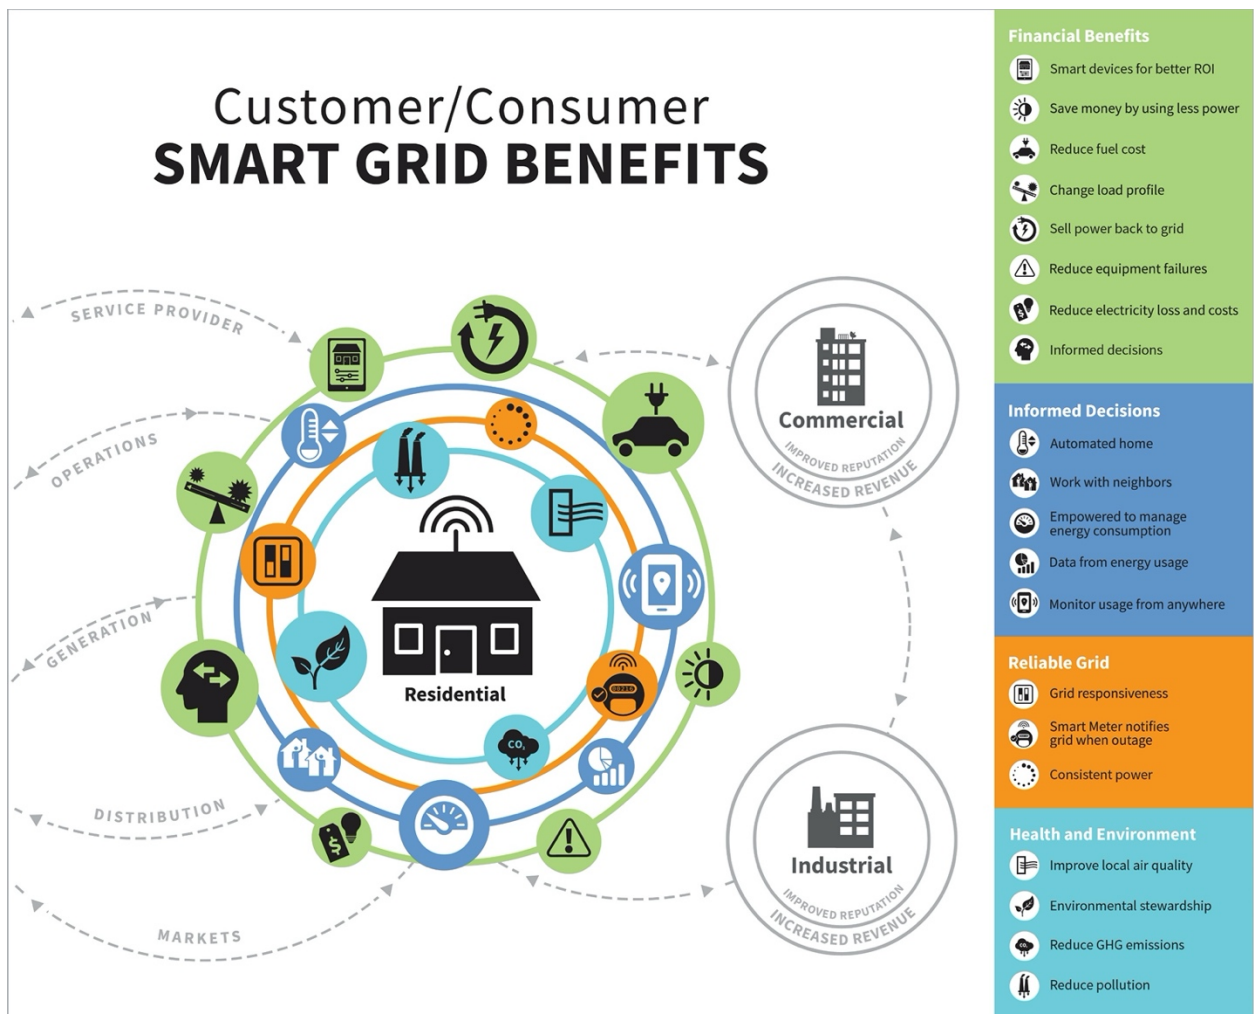 Customer/Consumer
SMART GRID BENEFITS
SERVICE PROVIDER
OPERATIONS
GENERATION
DISTRIBUTION
MARKETS
Residential
CO₂
00210
$
Commercial
IMPROVED REPUTATION
INCREASED REVENUE
Industrial
IMPROVED REPUTATION
INCREASED REVENUE
Financial Benefits
Smart devices for better ROI
Save money by using less power
Reduce fuel cost
Change load profile
Sell power back to grid
Reduce equipment failures
Reduce electricity loss and costs
Informed decisions
Informed Decisions
Automated home
Work with neighbors
Empowered to manage
energy consumption
Data from energy usage
Monitor usage from anywhere
Reliable Grid
Grid responsiveness
Smart Meter notifies
grid when outage
Consistent power
Health and Environment
Improve local air quality
Environmental stewardship
Reduce GHG emissions
Reduce pollution